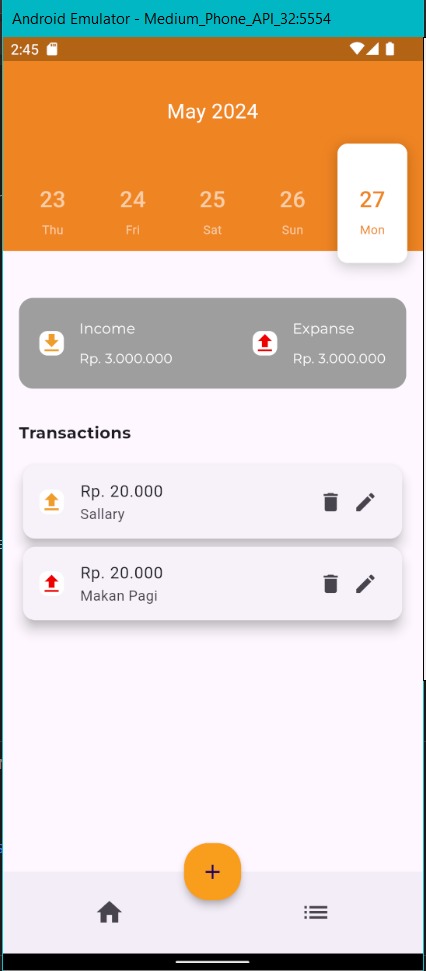 Android Emulator - Medium_Phone_API_32:5554
2:45
May 2024
23 24 25 26 27
Thu Fri Sat Sun Mon
Income Expanse
Rp. 3.000.000 Rp. 3.000.000
Transactions
Rp. 20.000
Sallary
Rp. 20.000
Makan Pagi
+